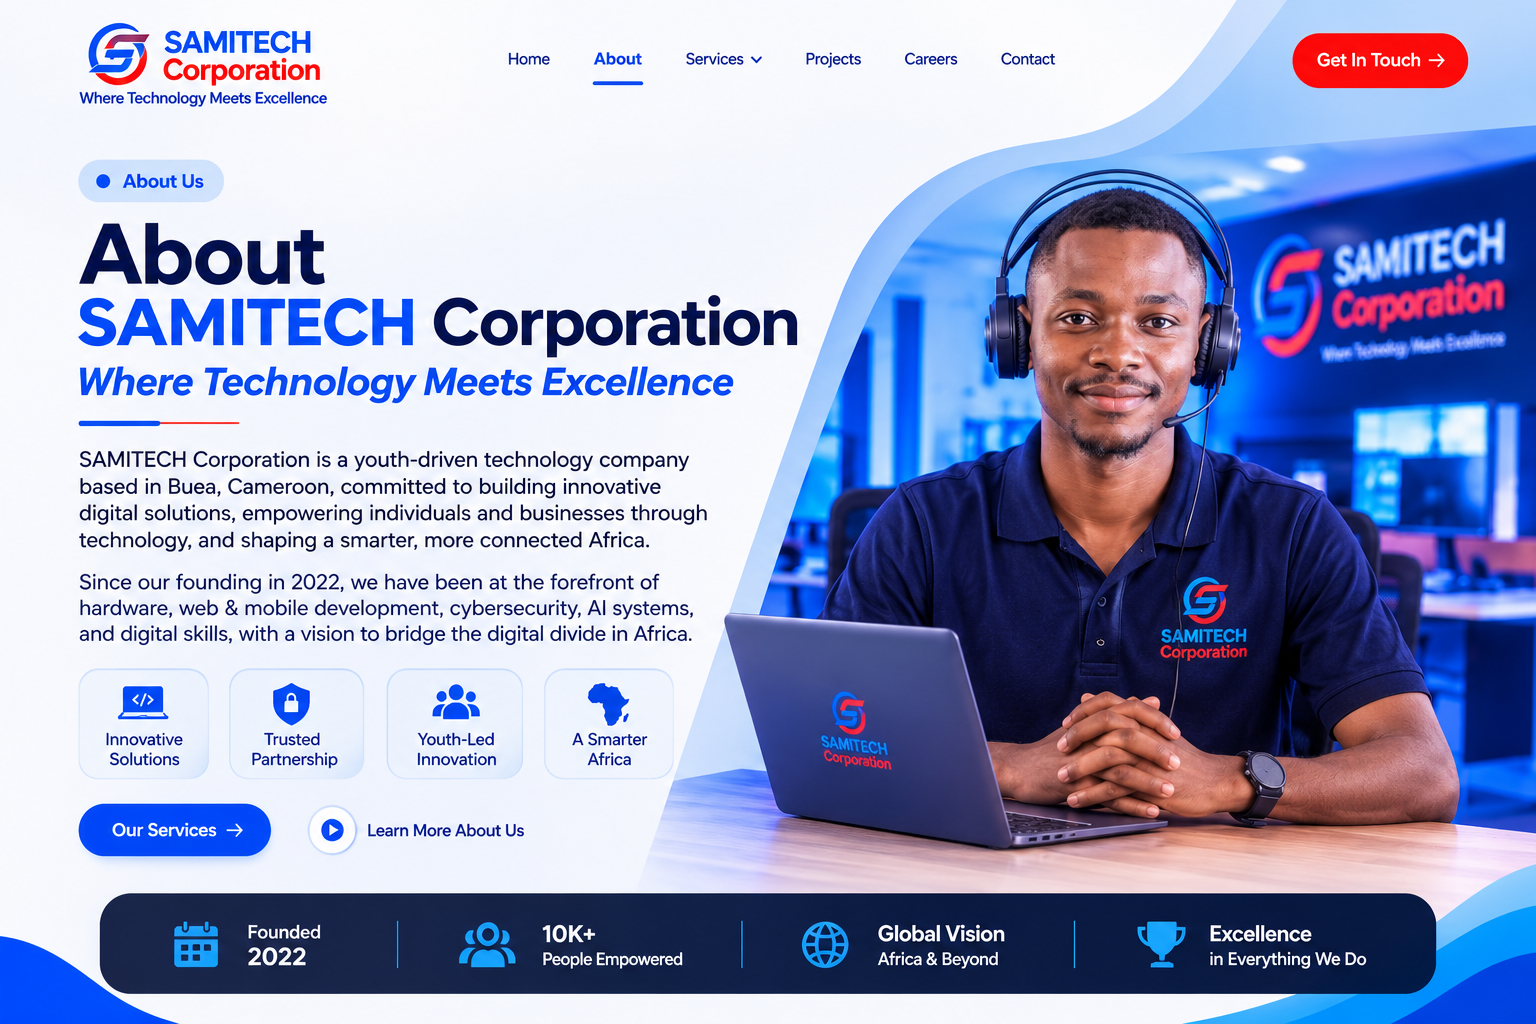 SAMITECH
Corporation
Where Technology Meets Excellence
Home
About
Services
Projects
Careers
Contact
Get In Touch
About Us
About
SAMITECH Corporation
Where Technology Meets Excellence
SAMITECH Corporation is a youth-driven technology company
based in Buea, Cameroon, committed to building innovative
digital solutions, empowering individuals and businesses through
technology, and shaping a smarter, more connected Africa.
Since our founding in 2022, we have been at the forefront of
hardware, web & mobile development, cybersecurity, AI systems,
and digital skills, with a vision to bridge the digital divide in Africa.
</>
Innovative
Solutions
Trusted
Partnership
Youth-Led
Innovation
A Smarter
Africa
Our Services
Learn More About Us
SAMITECH
Corporation
Where Technology Meets Excellence
SAMITECH
Corporation
SAMITECH
Corporation
Founded
2022
10K+
People Empowered
Global Vision
Africa & Beyond
Excellence
in Everything We Do